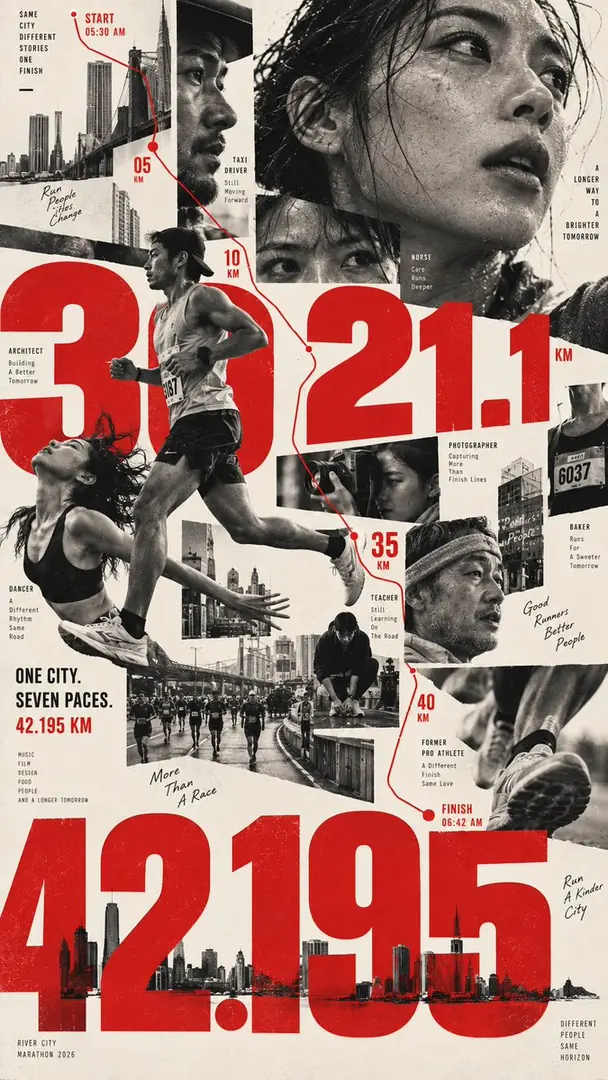 SAME
CITY
DIFFERENT
STORIES
ONE
FINISH
START
05:30 AM
05
KM
Run
People
Cities
Change
TAXI
DRIVER
Still
Moving
Forward
A
LONGER
WAY
TO
A
BRIGHTER
TOMORROW
10
KM
NURSE
Care
Runs
Deeper
30
21.1
KM
ARCHITECT
Building
A Better
Tomorrow
PHOTOGRAPHER
Capturing
More
Than
Finish Lines
6037
People
BAKER
Runs
For
A Sweeter
Tomorrow
35
KM
DANCER
A
Different
Rhythm
Same
Road
TEACHER
Still
Learning
On
The Road
Good
Runners
Better
People
ONE CITY.
SEVEN PACES.
42.195 KM
40
KM
FORMER
PRO ATHLETE
A Different
Finish
Same Love
MUSIC
FILM
DESIGN
FOOD
PEOPLE
AND A LONGER TOMORROW
More
Than
A Race
FINISH
06:42 AM
42.195
Run
A Kinder
City
RIVER CITY
MARATHON 2026
DIFFERENT
PEOPLE
SAME
HORIZON